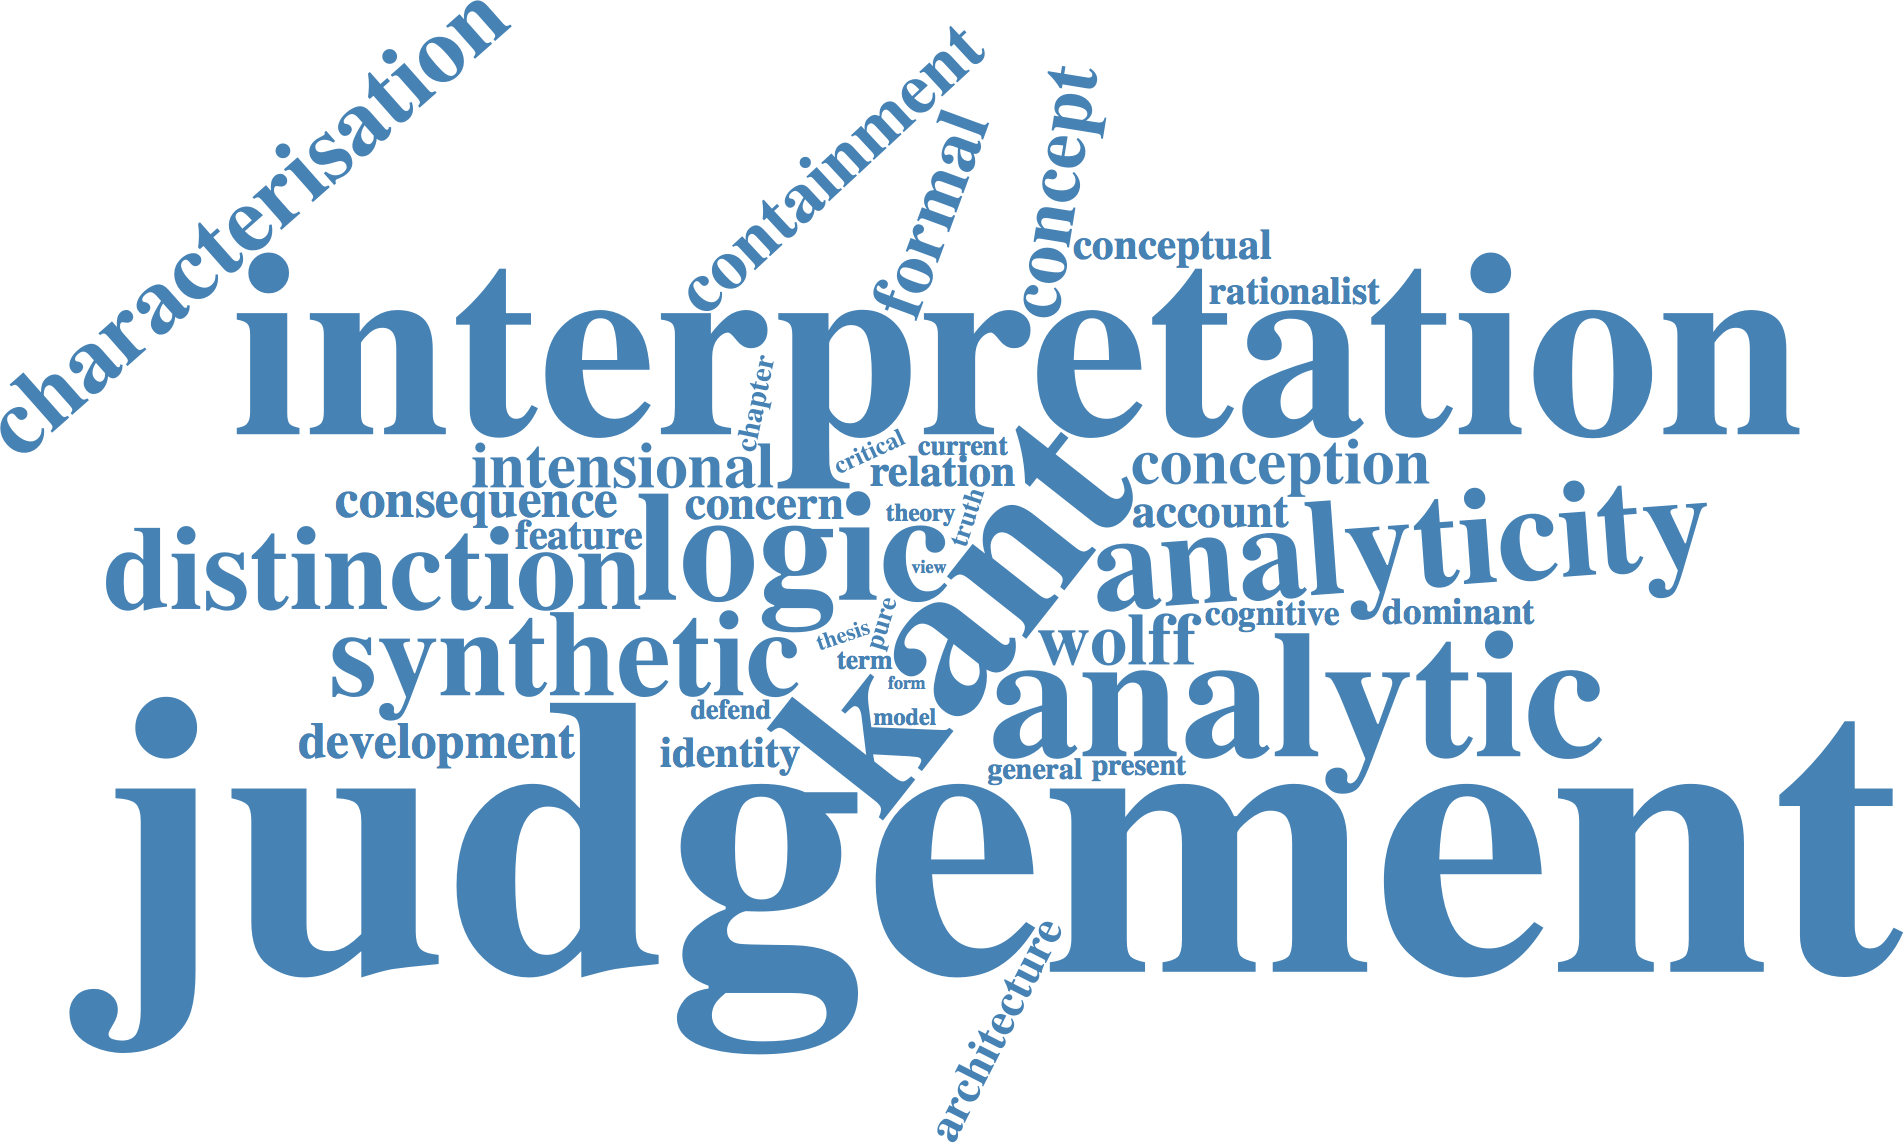 characterisation
containment
formal
concept
conceptual
rationalist
interpretation
chapter
critical
current
intensional
relation
conception
consequence
concern
theory
truth
account
feature
distinction
logic
view
kant
analyticity
cognitive
dominant
pure
thesis
synthetic
wolff
term
form
analytic
defend
model
development
identity
general
present
judgement
architecture